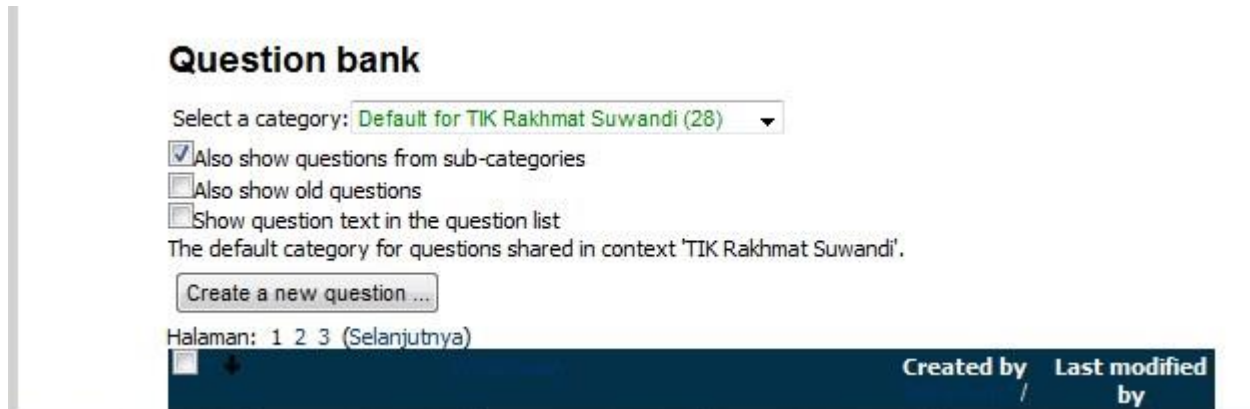 Question bank
Select a category: Default for TIK Rakhmat Suwandi (28)
Also show questions from sub-categories
Also show old questions
Show question text in the question list
The default category for questions shared in context 'TIK Rakhmat Suwandi'.
Create a new question ...
Halaman: 1 2 3 (Selanjutnya)
Created by Last modified
/ by